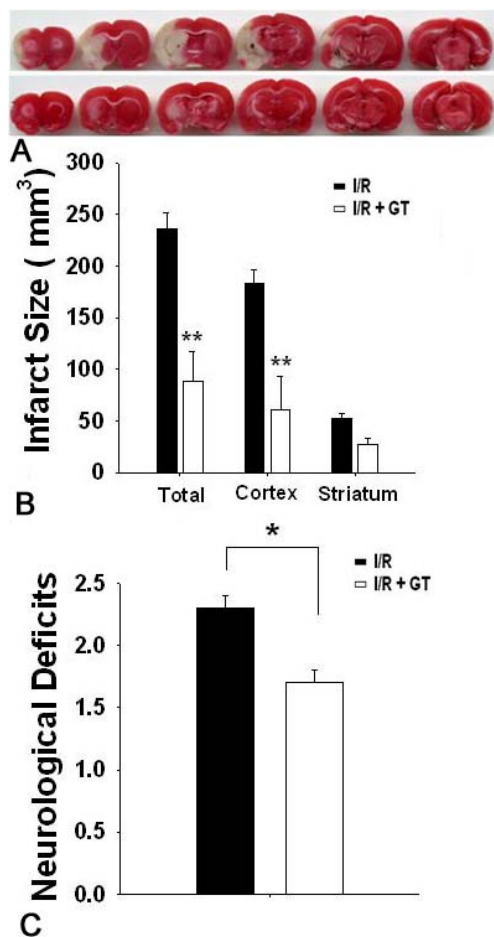 A
Infarct Size ( mm³)
300
250
200
150
100
50
0
I/R
I/R + GT
**
**
Total Cortex Striatum
B
Neurological Deficits
2.5
2.0
1.5
1.0
0.5
0.0
*
I/R
I/R + GT
C